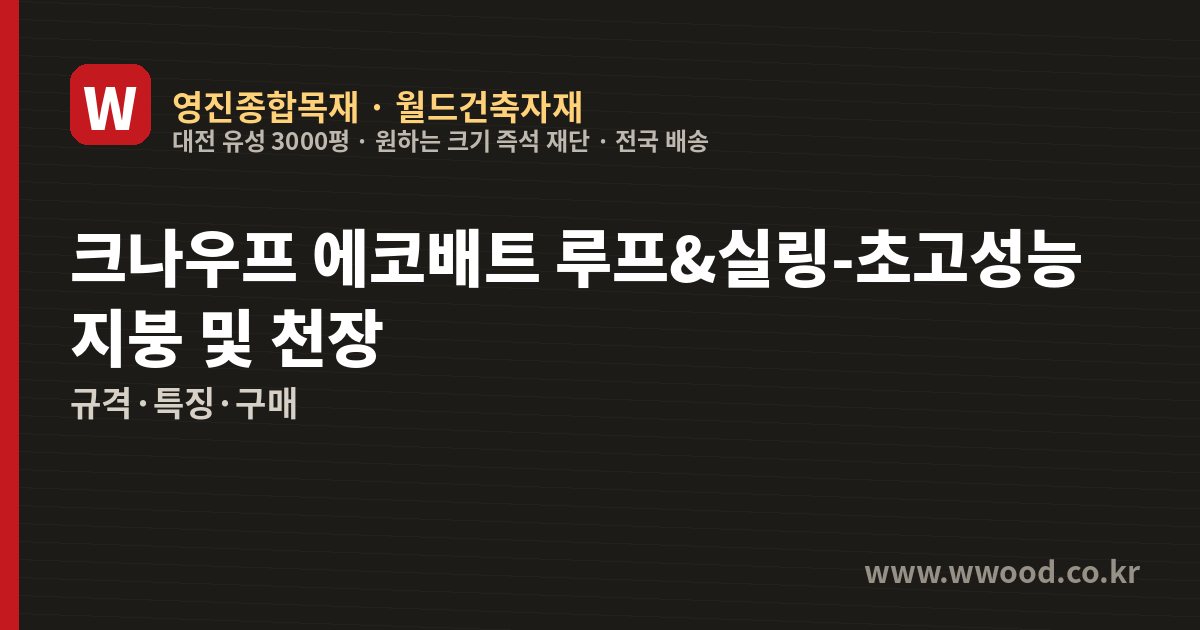 W
영진종합목재 · 월드건축자재
대전 유성 3000평 · 원하는 크기 즉석 재단 · 전국 배송
크나우프 에코배트 루프&실링-초고성능
지붕 및 천장
규격·특징·구매
www.wwood.co.kr